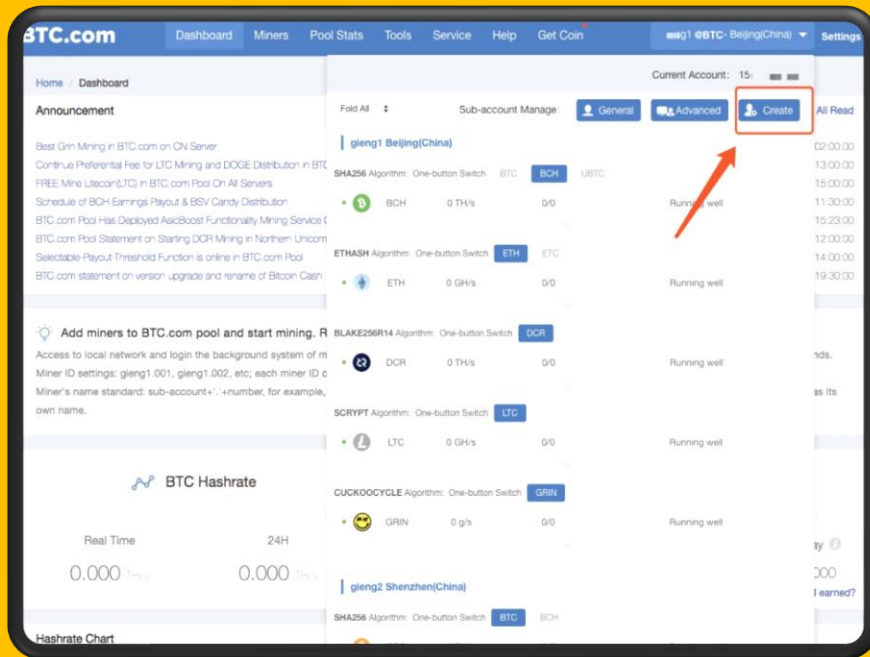 BTC.com Dashboard Miners Pool Stats Tools Service Help Get Coin g1 @BTC- Beijing(China) Settings
Current Account: 15
Home / Dashboard
Announcement
Fold All Sub-account Manage: General Advanced Create All Read
Best Grin Mining in BTC.com on CN Server
02:00:00
Continue Preferential Fee for LTC Mining and DOGE Distribution in BTC
13:00:00
FREE Mine Litecoin(LTC) in BTC.com Pool On All Servers
15:00:00
Schedule of BCH Earnings Payout & BSV Candy Distribution
11:30:00
BTC.com Pool Has Deployed AsicBoost Functionality Mining Service
15:23:00
BTC.com Pool Statement on Starting DCR Mining in Northern Unicom
12:00:00
Selectable-Payout-Threshold Function is online in BTC.com Pool
14:00:00
BTC.com statement on version upgrade and rename of Bitcoin Cash
19:30:00
gieng1 Beijing(China)
SHA256 Algorithm: One-button Switch BTC BCH UBTC
BCH 0 TH/s 0/0 Running well
ETHASH Algorithm: One-button Switch ETH ETC
ETH 0 GH/s 0/0 Running well
BLAKE256R14 Algorithm: One-button Switch DCR
DCR 0 TH/s 0/0 Running well
SCRYPT Algorithm: One-button Switch LTC
LTC 0 GH/s 0/0 Running well
CUCKOOCYCLE Algorithm: One-button Switch GRIN
GRIN 0 g/s 0/0 Running well
gieng2 Shenzhen(China)
SHA256 Algorithm: One-button Switch BTC BCH
Add miners to BTC.com pool and start mining. R
Access to local network and login the background system of m
nds.
Miner ID settings: gieng1.001, gieng1.002, etc; each miner ID c
Miner's name standard: sub-account+'.'+number, for example,
as its
own name.
BTC Hashrate
Real Time 24H
ay
0.000 TH/s 0.000 TH/s
000
I earned?
Hashrate Chart